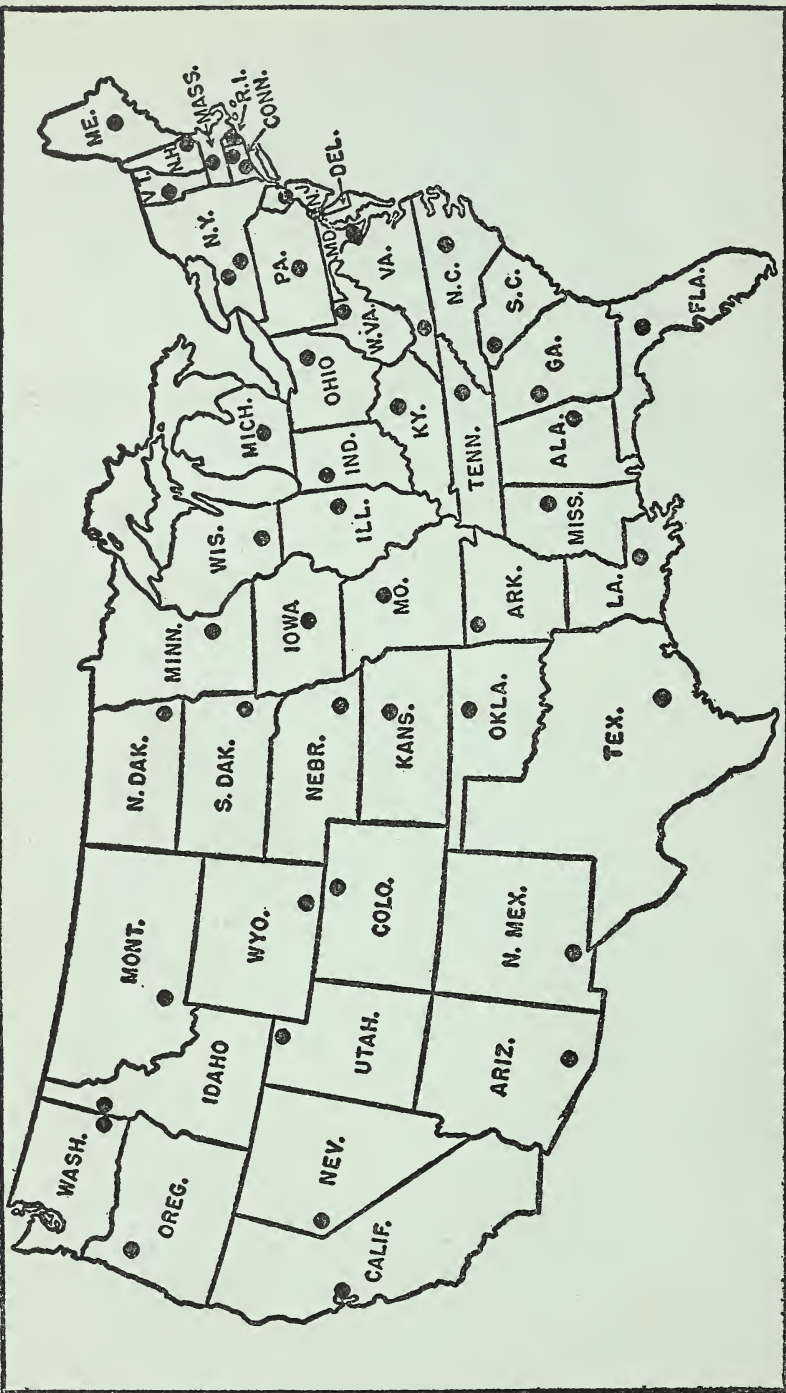 WASH.
OREG.
CALIF.
NEV.
IDAHO
MONT.
WYO.
UTAH.
COLO.
ARIZ.
N. MEX.
N. DAK.
S. DAK.
NEBR.
KANS.
OKLA.
TEX.
MINN.
IOWA
MO.
ARK.
LA.
WIS.
ILL.
MICH.
IND.
OHIO
KY.
TENN.
MISS.
ALA.
GA.
FLA.
S.C.
N.C.
VA.
W.VA.
MD.
DEL.
PA.
N.J.
N.Y.
VT.
N.H.
ME.
MASS.
R.I.
CONN.